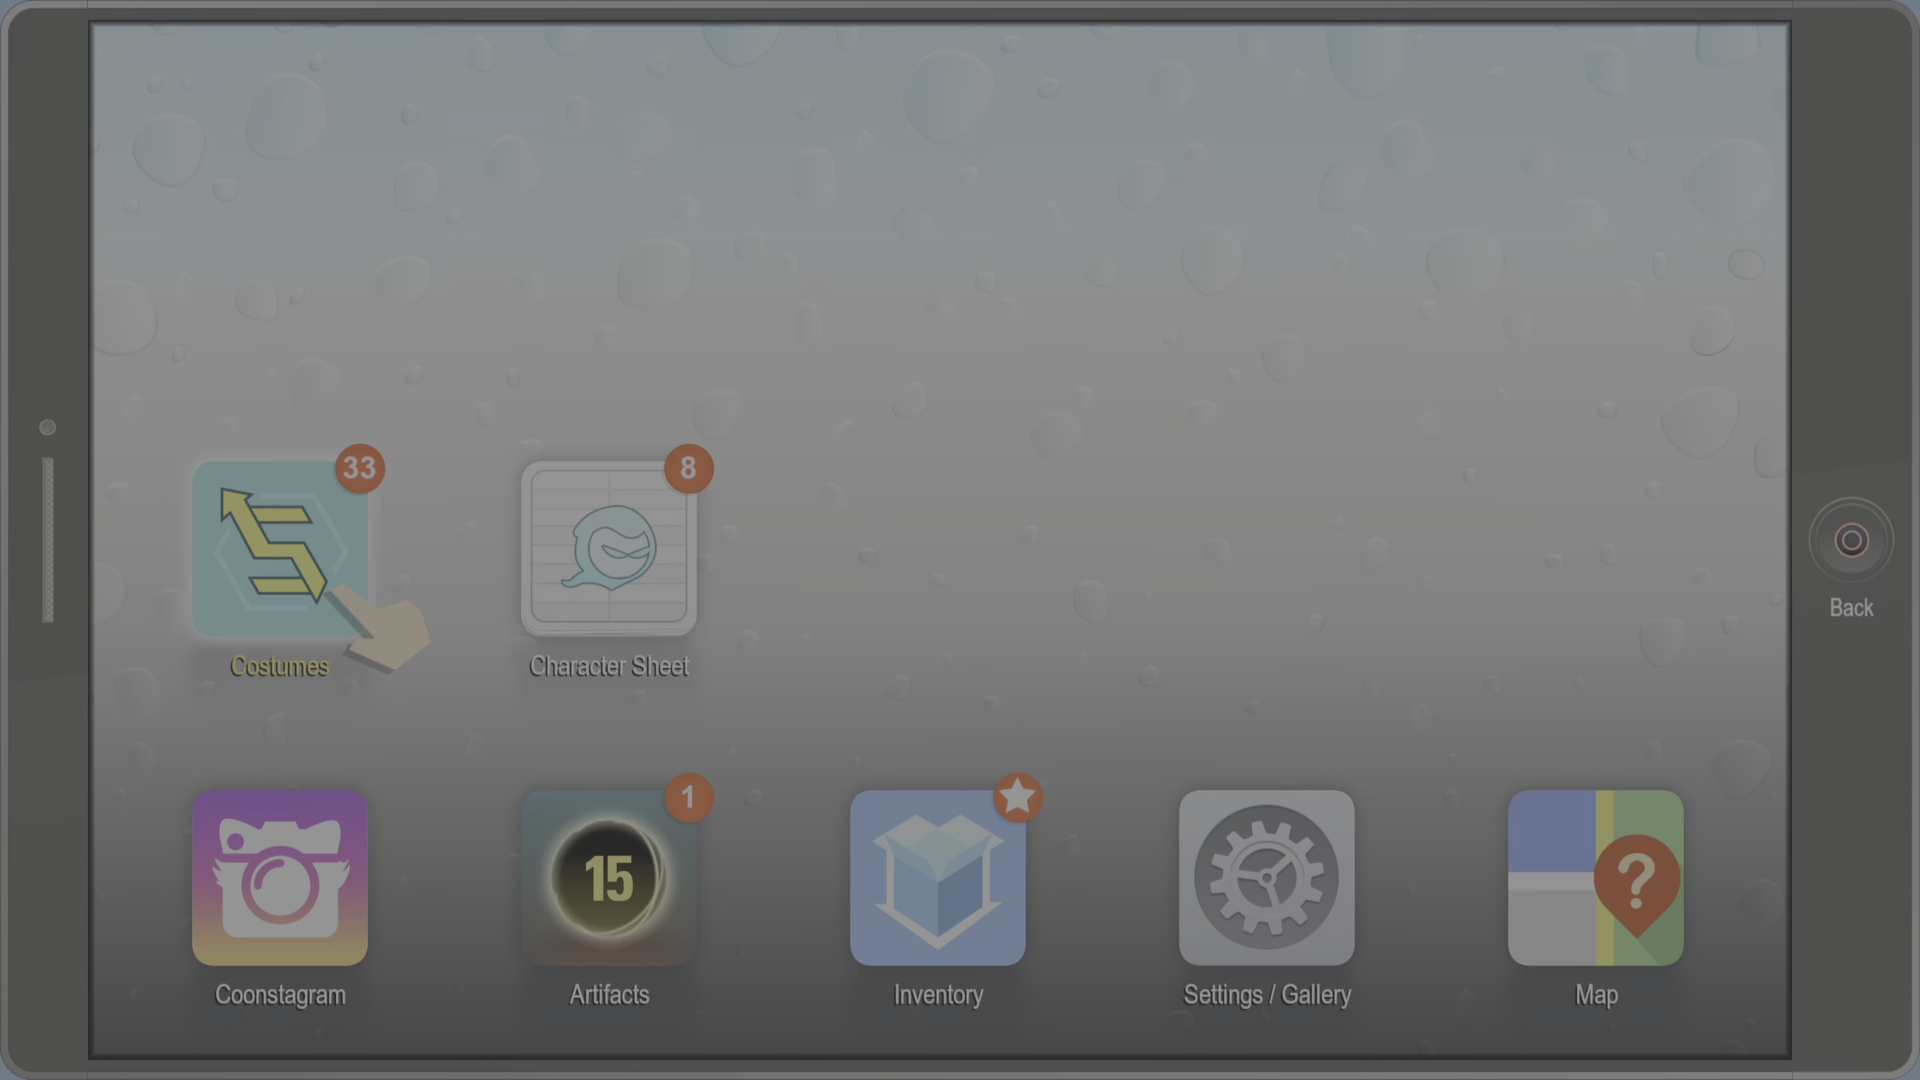 33
8
Costumes
Character Sheet
Back
1
15
Coonstagram
Artifacts
Inventory
Settings / Gallery
Map